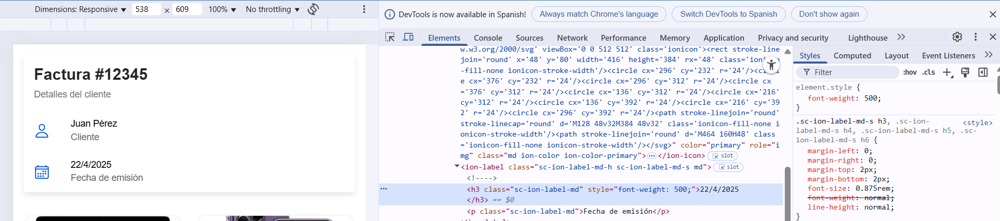 Dimensions: Responsive ▼ 538 × 609 100% ▼ No throttling ▼
Factura #12345
Detalles del cliente
Juan Pérez
Cliente
22/4/2025
Fecha de emisión
DevTools is now available in Spanish! Always match Chrome's language Switch DevTools to Spanish Don't show again
Elements Console Sources Network Performance Memory Application Privacy and security Lighthouse
w.w3.org/2000/svg' viewBox='0 0 512 512' class='ionicon'><rect stroke-line
join='round' x='48' y='80' width='416' height='384' rx='48' class='ionicon
-fill-none ionicon-stroke-width'/><circle cx='296' cy='232' r='24'/><circl
e cx='376' cy='232' r='24'/><circle cx='296' cy='312' r='24'/><circle cx
='376' cy='312' r='24'/><circle cx='136' cy='312' r='24'/><circle cx='216'
cy='312' r='24'/><circle cx='136' cy='392' r='24'/><circle cx='216' cy='39
2' r='24'/><circle cx='296' cy='392' r='24'/><path stroke-linejoin='round'
stroke-linecap='round' d='M128 48v32M384 48v32' class='ionicon-fill-none i
onicon-stroke-width'/><path stroke-linejoin='round' d='M464 160H48' class
='ionicon-fill-none ionicon-stroke-width'/></svg>" color="primary" role="i
mg" class="md ion-color ion-color-primary">…</ion-icon> slot
<ion-label class="sc-ion-label-md-h sc-ion-label-md-s md"> slot
<!---->
<h3 class="sc-ion-label-md" style="font-weight: 500;">22/4/2025
</h3> == $0
<p class="sc-ion-label-md">Fecha de emisión</p>
Styles Computed Layout Event Listeners
Filter :hov .cls
element.style {
font-weight: 500;
}
.sc-ion-label-md-s h3, .sc-ion- <style>
label-md-s h4, .sc-ion-label-md-s h5, .sc-
ion-label-md-s h6 {
margin-left: 0;
margin-right: 0;
margin-top: 2px;
margin-bottom: 2px;
font-size: 0.875rem;
font-weight: normal;
line-height: normal;
}